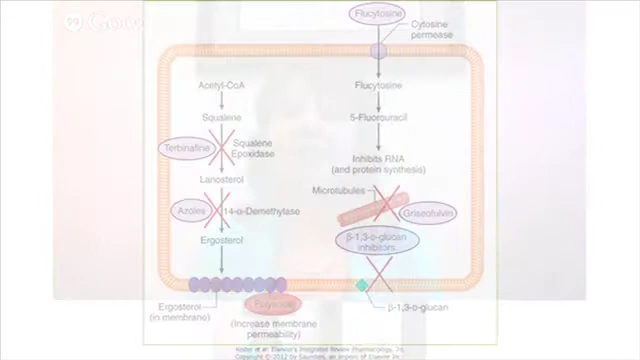 Flucytosine
Cytosine
permease
Acetyl-CoA
Flucytosine
Squalene
5-Fluorouracil
Terbinafine
Squalene
Epoxidase
Inhibits RNA
(and protein synthesis)
Lanosterol
Microtubules
Azoles
14-α-Demethylase
Griseofulvin
Ergosterol
β-1,3-D-glucan
inhibitors
Ergosterol
(in membrane)
Polyenes
(Increase membrane
permeability)
β-1,3-D-glucan
Copyright © 2012 by Saunders, an imprint of Elsevier Inc.